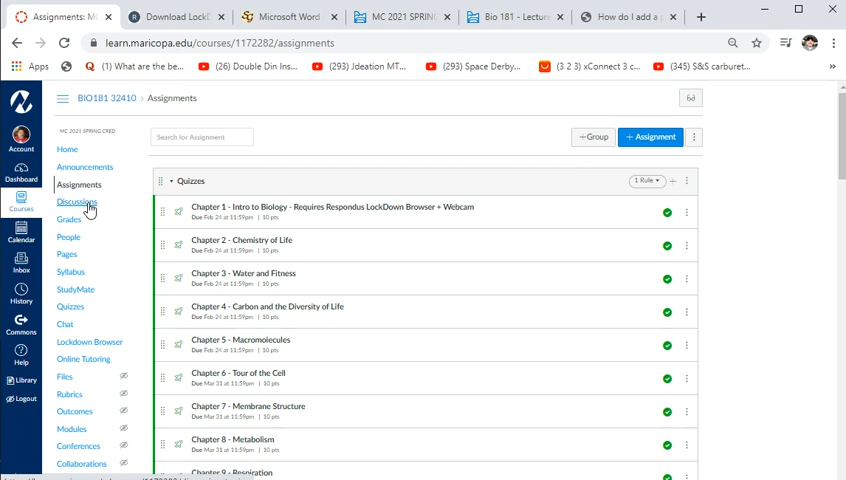 Assignments: M
Download LockD
Microsoft Word
MC 2021 SPRING
Bio 181 - Lectur
How do I add a p
learn.maricopa.edu/courses/1172282/assignments
Apps
(1) What are the be...
(26) Double Din Ins...
(293) Jeation MT...
(293) Space Derby...
(3 2 3) xConnect 3 c...
(345) S&S carburet...
»
BIO181 32410 › Assignments
MC 2021 SPRING CRED
Account
Dashboard
Courses
Calendar
Inbox
History
Commons
Help
Library
Logout
Home
Announcements
Assignments
Discussions
Grades
People
Pages
Syllabus
StudyMate
Quizzes
Chat
Lockdown Browser
Online Tutoring
Files
Rubrics
Outcomes
Modules
Conferences
Collaborations
Search for Assignment
+Group
+ Assignment
Quizzes
1 Rule
Chapter 1 - Intro to Biology - Requires Respondus LockDown Browser + Webcam
Due Feb 24 at 11:59pm | 10 pts
Chapter 2 - Chemistry of Life
Due Feb 24 at 11:59pm | 10 pts
Chapter 3 - Water and Fitness
Due Feb 24 at 11:59pm | 10 pts
Chapter 4 - Carbon and the Diversity of Life
Due Feb 24 at 11:59pm | 10 pts
Chapter 5 - Macromolecules
Due Feb 24 at 11:59pm | 10 pts
Chapter 6 - Tour of the Cell
Due Mar 31 at 11:59pm | 10 pts
Chapter 7 - Membrane Structure
Due Mar 31 at 11:59pm | 10 pts
Chapter 8 - Metabolism
Due Mar 31 at 11:59pm | 10 pts
Chapter 9 - Respiration